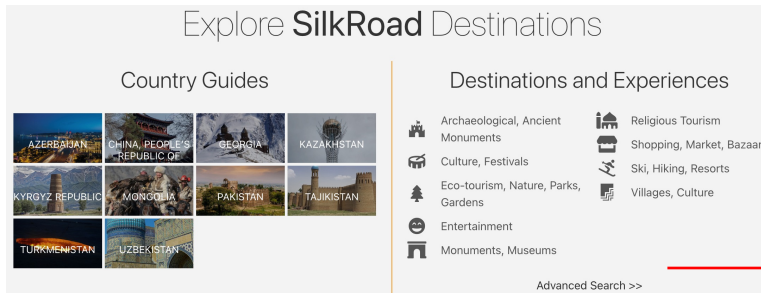 Explore SilkRoad Destinations
Country Guides
AZERBAIJAN
CHINA, PEOPLE'S
REPUBLIC OF
GEORGIA
KAZAKHSTAN
KYRGYZ REPUBLIC
MONGOLIA
PAKISTAN
TAJIKISTAN
TURKMENISTAN
UZBEKISTAN
Destinations and Experiences
Archaeological, Ancient
Monuments
Culture, Festivals
Eco-tourism, Nature, Parks,
Gardens
Entertainment
Monuments, Museums
Religious Tourism
Shopping, Market, Bazaar
Ski, Hiking, Resorts
Villages, Culture
Advanced Search >>